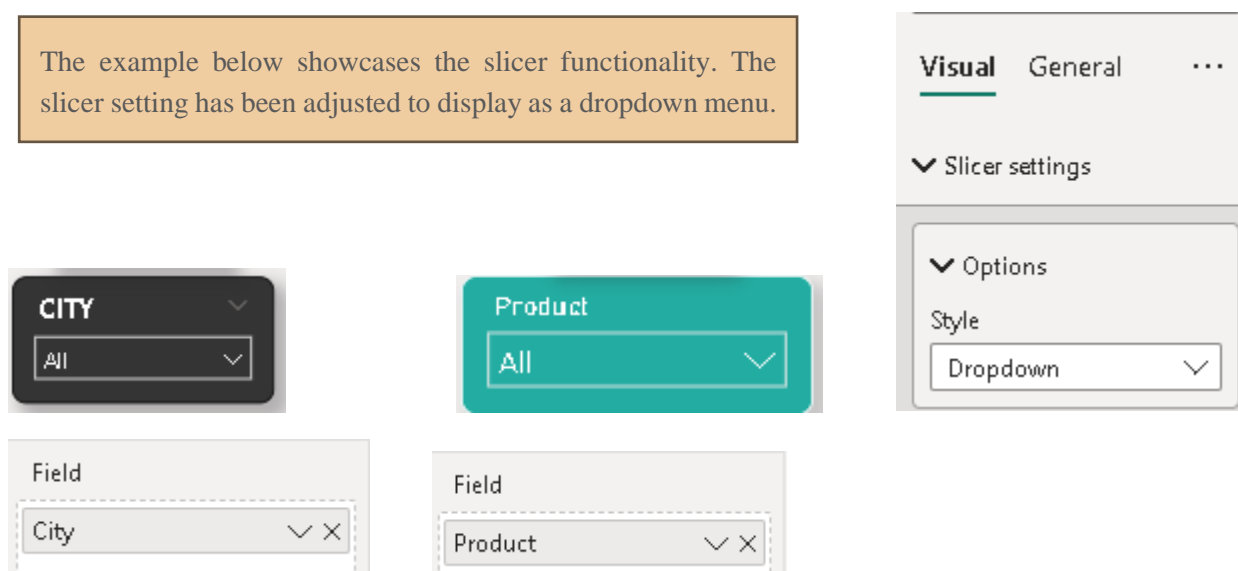 The example below showcases the slicer functionality. The
slicer setting has been adjusted to display as a dropdown menu.
Visual General ...
Slicer settings
Options
Style
Dropdown
CITY
All
Product
All
Field
City
Field
Product